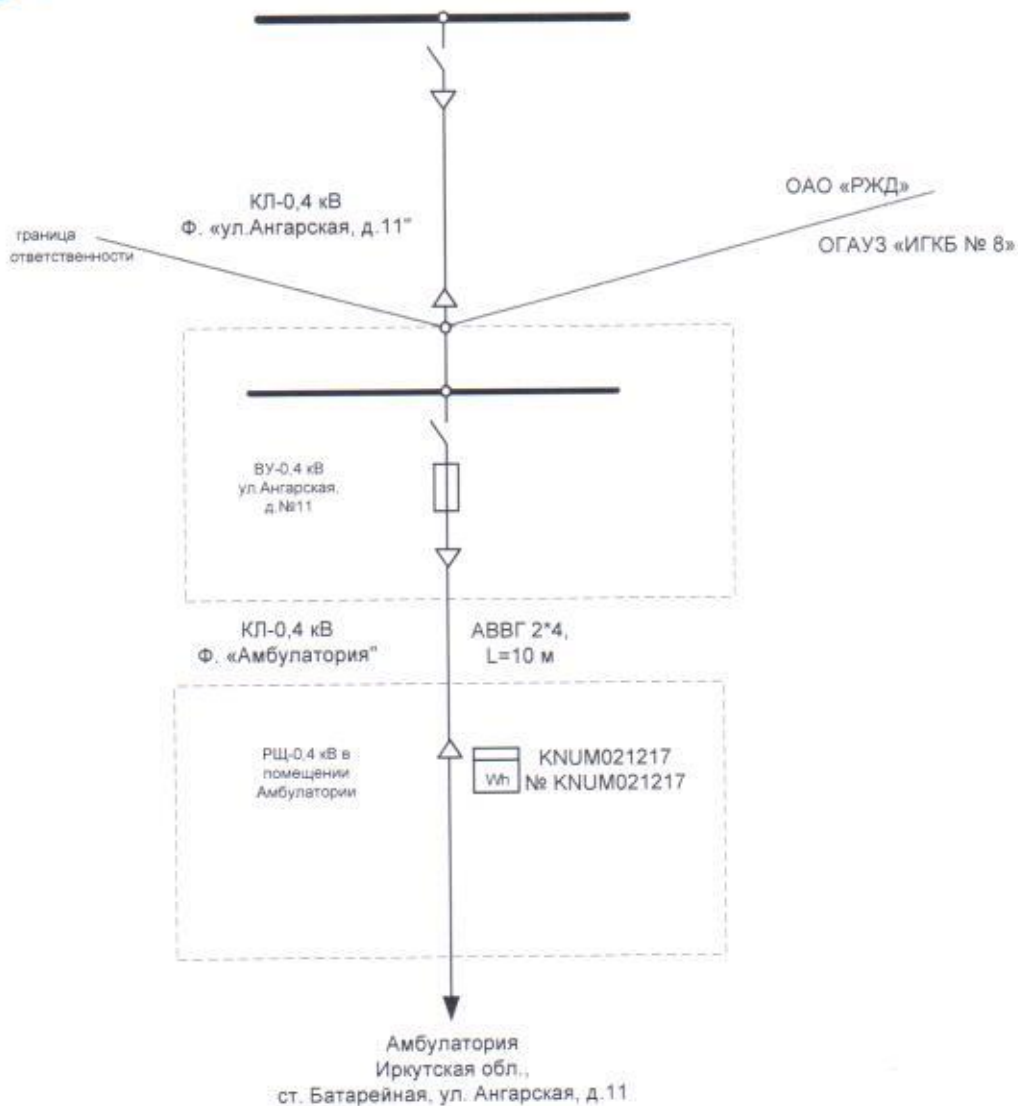 КЛ-0,4 кВ
Ф. «ул.Ангарская, д.11"
ОАО «РЖД»
ОГАУЗ «ИГКБ № 8»
граница
ответственности
ВУ-0,4 кВ
ул.Ангарская,
д.№11
КЛ-0,4 кВ
Ф. «Амбулатория"
АВВГ 2*4,
L=10 м
РЩ-0,4 кВ в
помещении
Амбулатории
Wh
KNUM021217
№ KNUM021217
Амбулатория
Иркутская обл.,
ст. Батарейная, ул. Ангарская, д.11